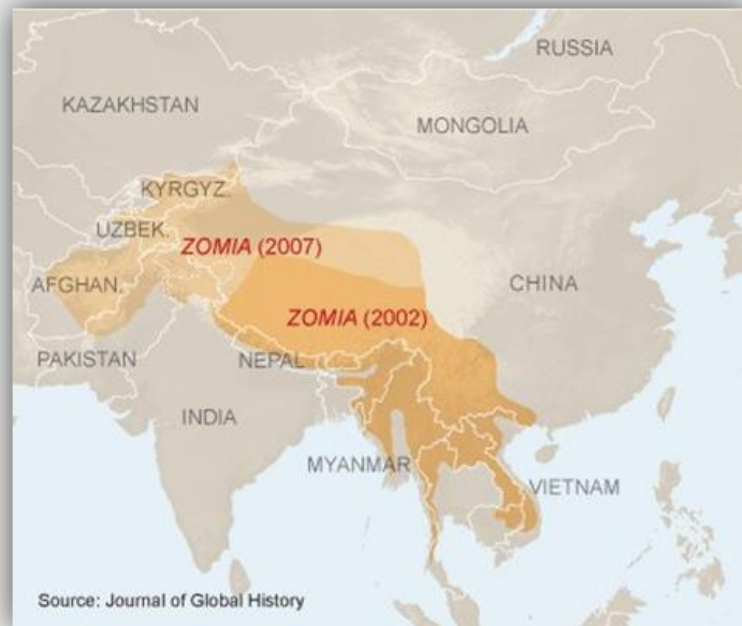 RUSSIA
KAZAKHSTAN
MONGOLIA
KYRGYZ.
UZBEK.
ZOMIA (2007)
AFGHAN.
CHINA
ZOMIA (2002)
PAKISTAN
NEPAL
INDIA
MYANMAR
VIETNAM
Source: Journal of Global History